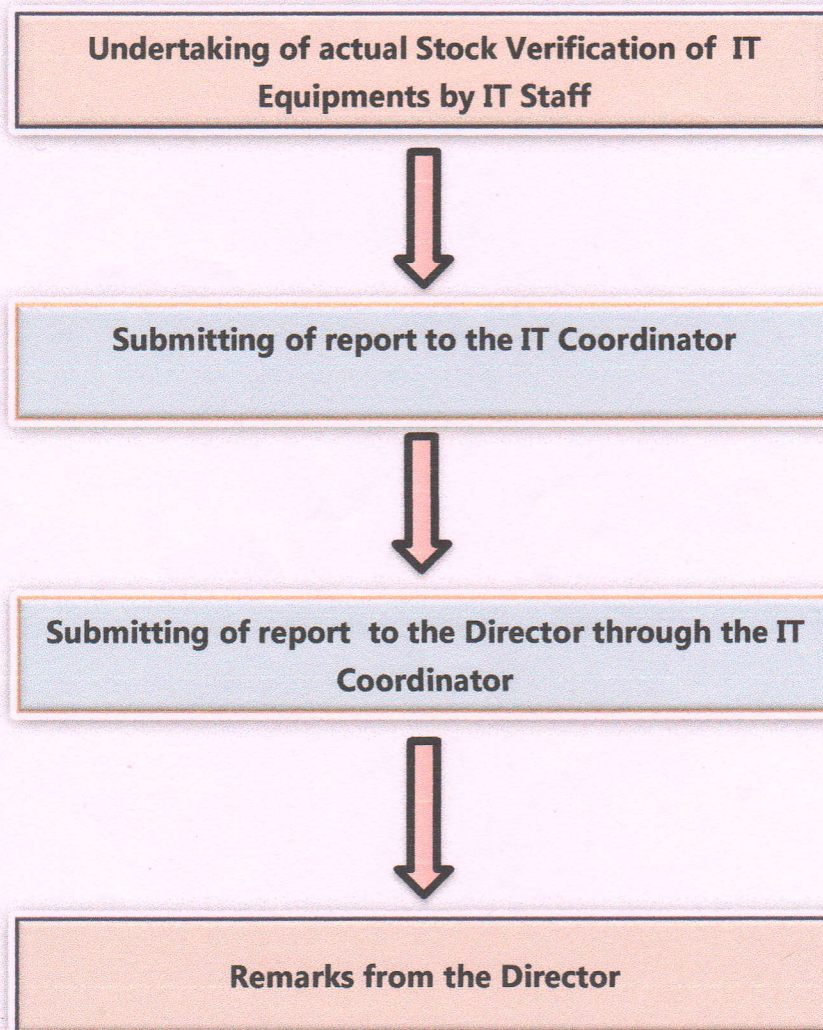 Undertaking of actual Stock Verification of IT
Equipments by IT Staff
Submitting of report to the IT Coordinator
Submitting of report to the Director through the IT
Coordinator
Remarks from the Director